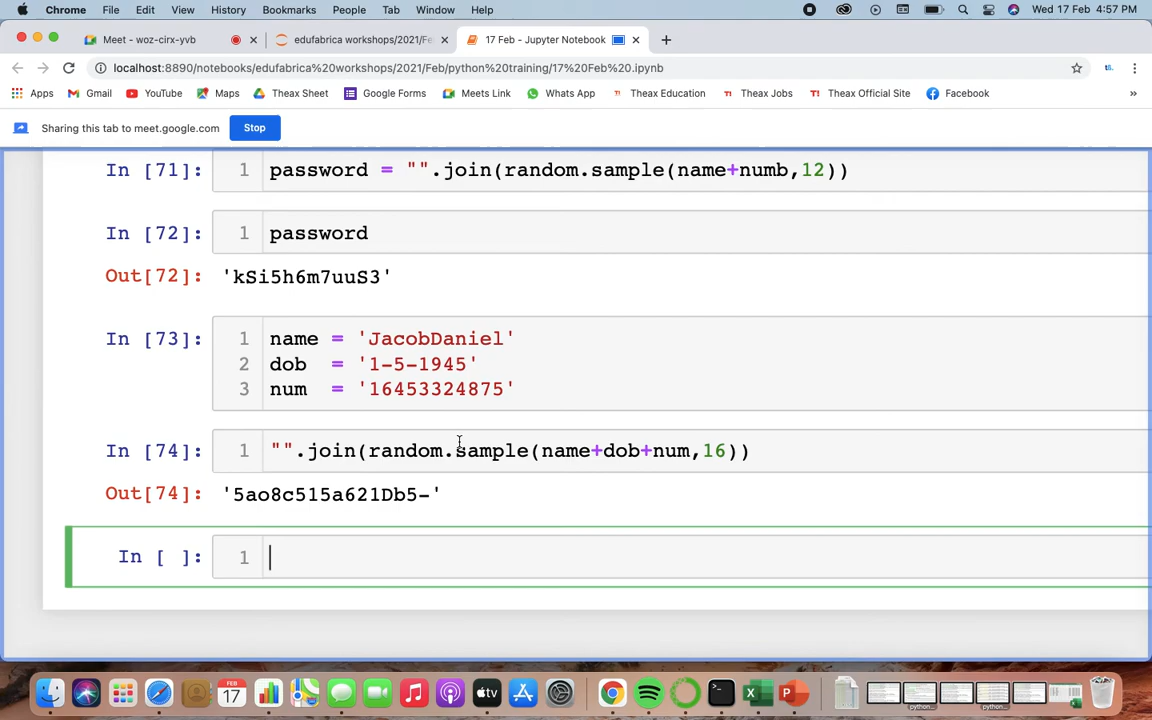 Chrome File Edit View History Bookmarks People Tab Window Help Wed 17 Feb 4:57 PM
Meet - woz-cirx-yvb edufabrica workshops/2021/Fe 17 Feb - Jupyter Notebook
localhost:8890/notebooks/edufabrica%20workshops/2021/Feb/python%20training/17%20Feb%20.ipynb
Apps Gmail YouTube Maps Theax Sheet Google Forms Meets Link Whats App Theax Education Theax Jobs Theax Official Site Facebook »
Sharing this tab to meet.google.com Stop
In [71]: 1 password = "".join(random.sample(name+numb,12))
In [72]: 1 password
Out[72]: 'kSi5h6m7uuS3'
In [73]: 1 name = 'JacobDaniel'
2 dob = '1-5-1945'
3 num = '16453324875'
In [74]: 1 "".join(random.sample(name+dob+num,16))
Out[74]: '5ao8c515a621Db5-'
In [ ]: 1
FEB
17
tv